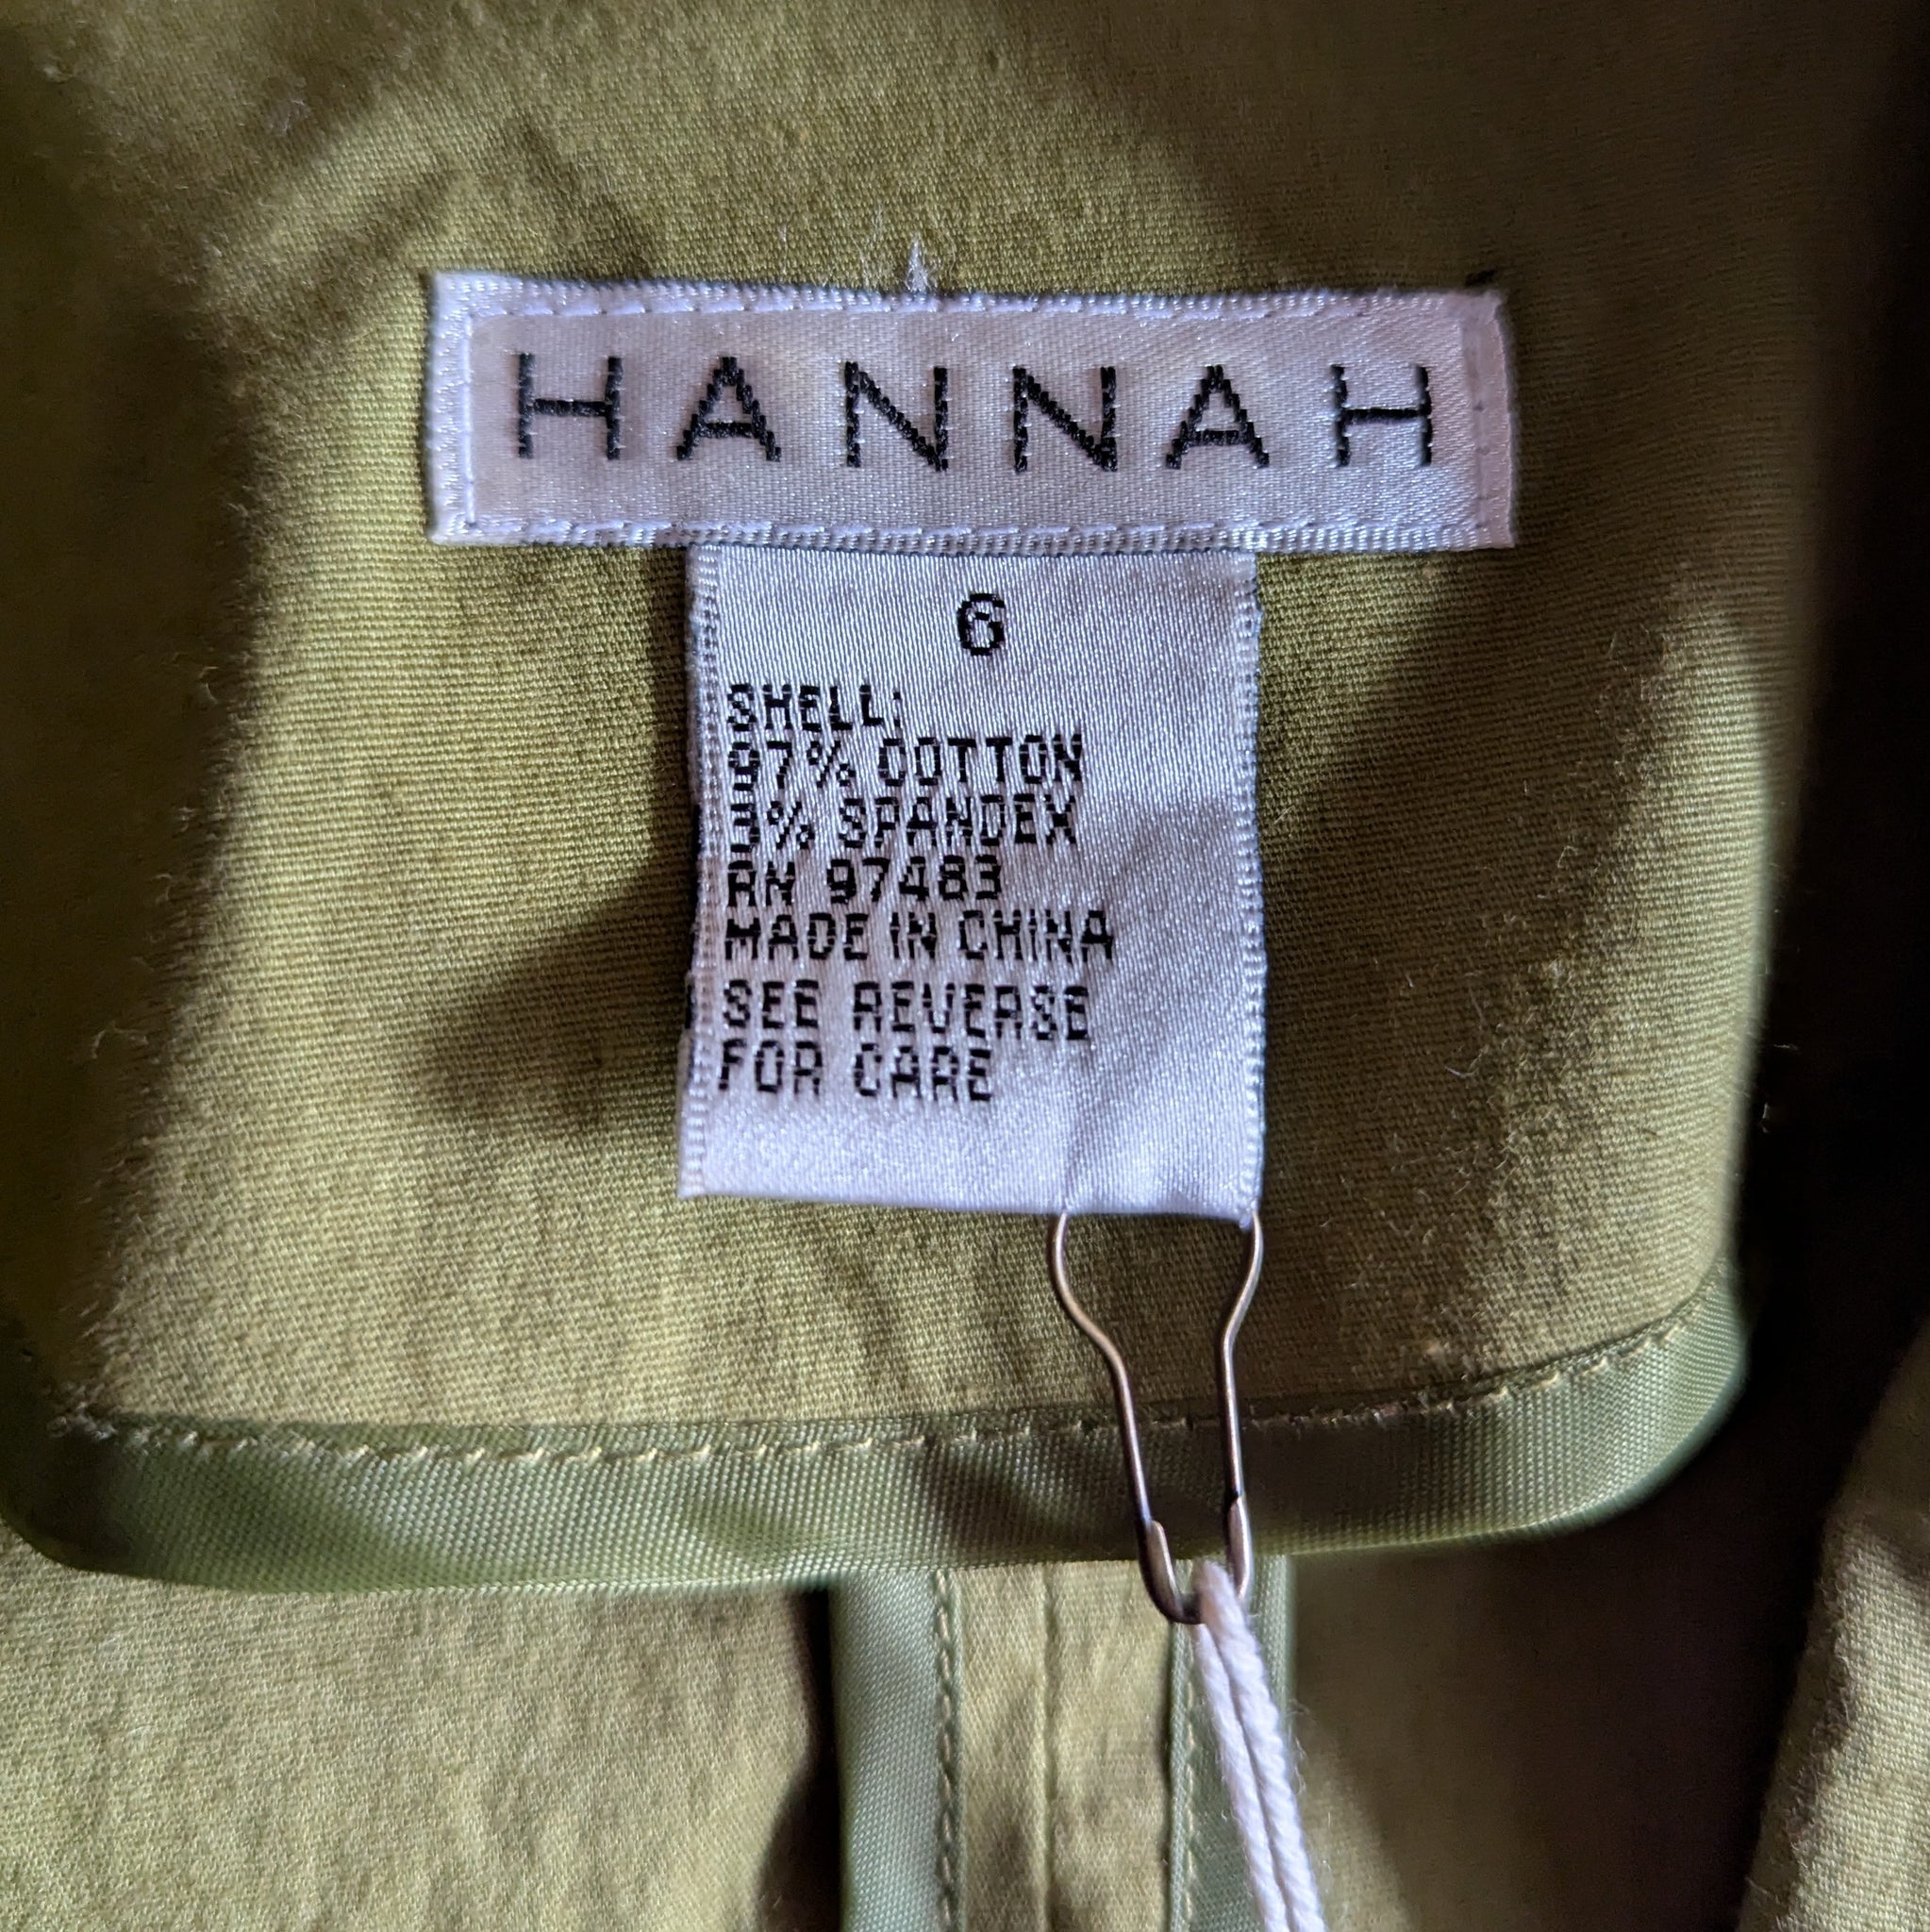 HANNAH
6
SHELL:
97% COTTON
3% SPANDEX
RN 97483
MADE IN CHINA
SEE REVERSE
FOR CARE